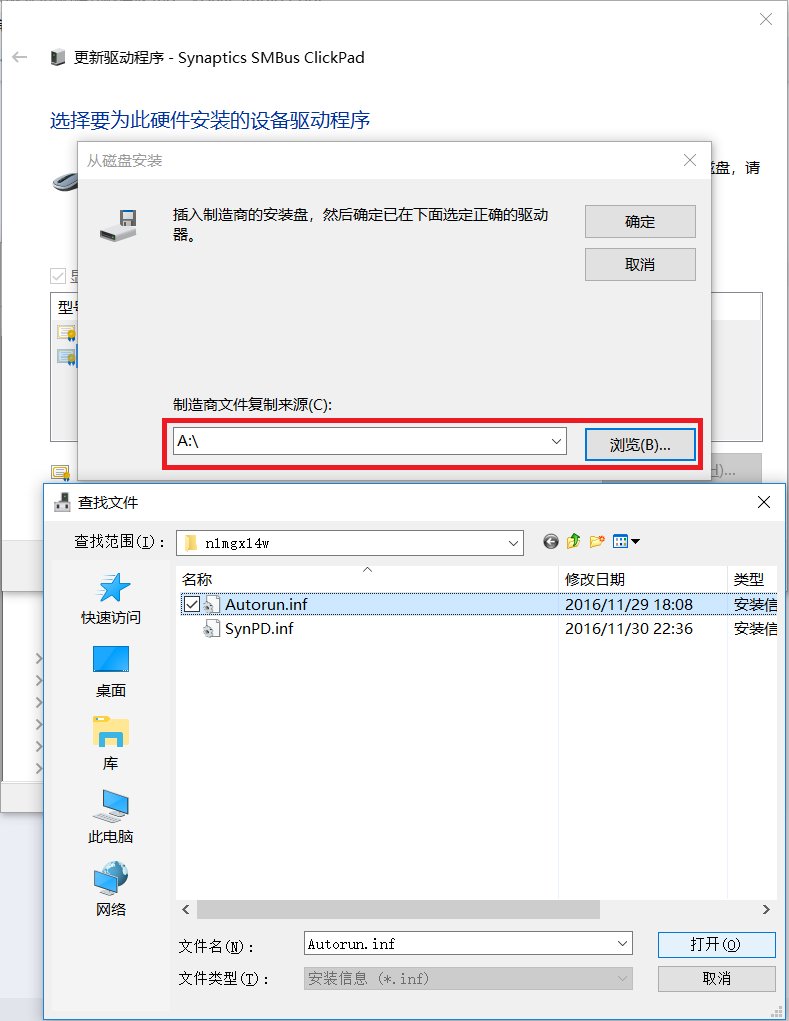 更新驱动程序 - Synaptics SMBus ClickPad
选择要为此硬件安装的设备驱动程序
从磁盘安装
盘，请
插入制造商的安装盘，然后确定已在下面选定正确的驱动
器。
确定
取消
型号
制造商文件复制来源(C):
A:\
浏览(B)...
)...
查找文件
查找范围(I)：
n1mgx14w
名称
修改日期
类型
Autorun.inf
2016/11/29 18:08
安装信
SynPD.inf
2016/11/30 22:36
安装信
快速访问
桌面
库
此电脑
网络
文件名(N)：
Autorun.inf
打开(O)
文件类型(T)：
安装信息 (*.inf)
取消